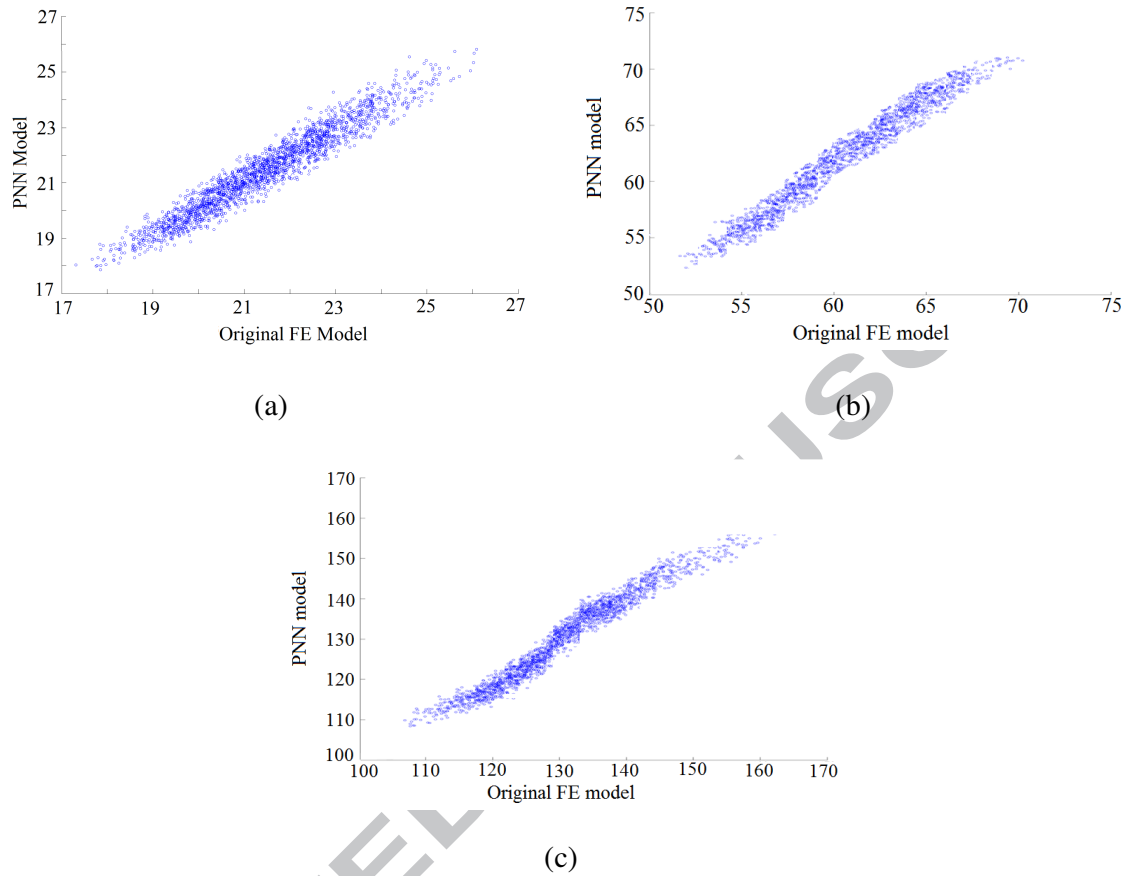 27
25
23
21
19
17
PNN Model
17 19 21 23 25 27
Original FE Model
(a)
75
70
65
60
55
50
PNN model
50 55 60 65 70 75
Original FE model
(b)
170
160
150
140
130
120
110
100
PNN model
100 110 120 130 140 150 160 170
Original FE model
(c)